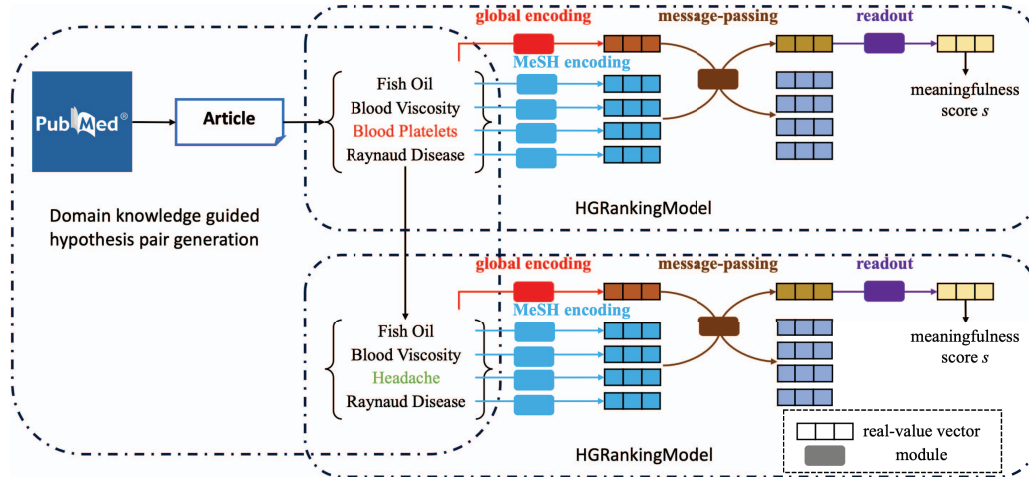 global encoding
message-passing
readout
MeSH encoding
Fish Oil
Blood Viscosity
Blood Platelets
Raynaud Disease
PubMed®
Article
meaningfulness
score s
Domain knowledge guided
hypothesis pair generation
HGRankingModel
global encoding
message-passing
readout
MeSH encoding
Fish Oil
Blood Viscosity
Headache
Raynaud Disease
meaningfulness
score s
HGRankingModel
real-value vector
module